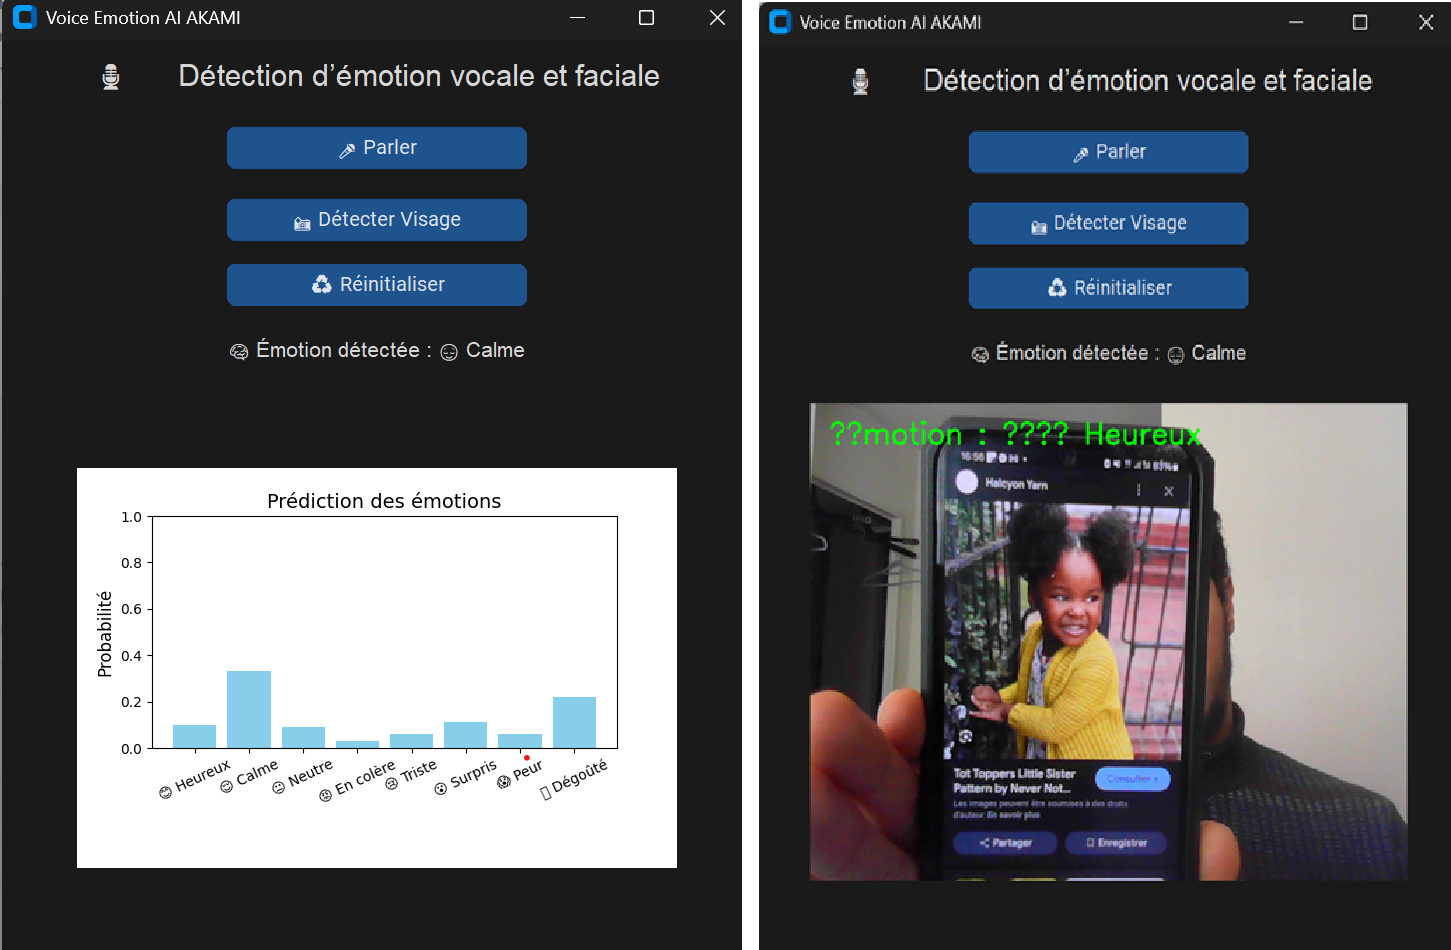 Voice Emotion AI AKAMI
Détection d’émotion vocale et faciale
Parler
Détecter Visage
Réinitialiser
Émotion détectée : Calme
Prédiction des émotions
Probabilité
1.0
0.8
0.6
0.4
0.2
0.0
Heureux
Calme
Neutre
En colère
Triste
Surpris
Peur
Dégoûté
Voice Emotion AI AKAMI
Détection d’émotion vocale et faciale
Parler
Détecter Visage
Réinitialiser
Émotion détectée : Calme
??motion : ???? Heureux
16:56 83%
Halcyon Yarn
Tot Toppers Little Sister
Pattern by Never Not...
Consulter ›
Les images peuvent être soumises à des droits
d'auteur. En savoir plus
Partager
Enregistrer